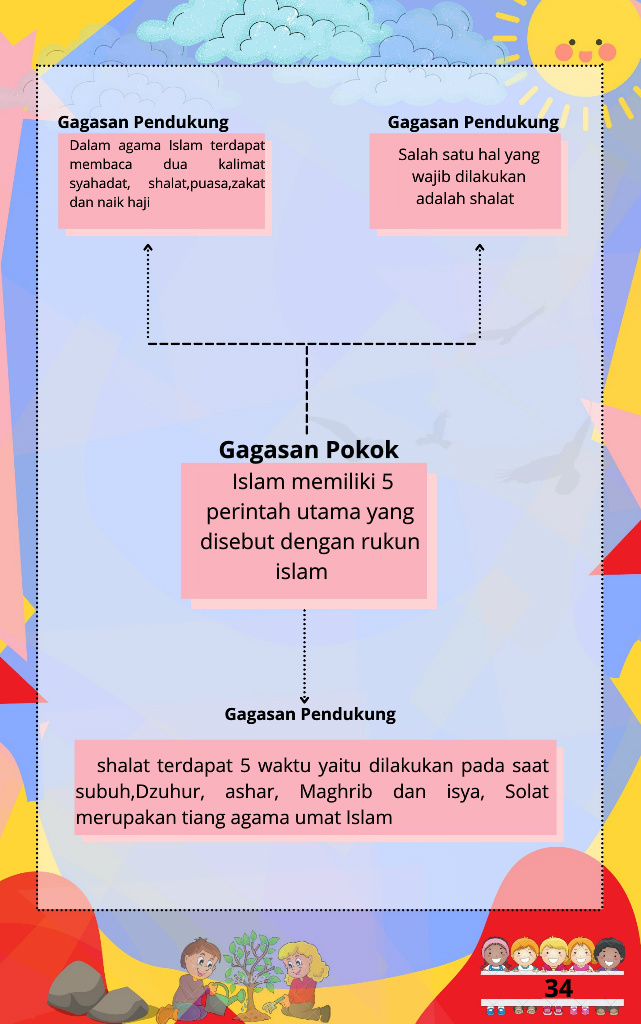 Gagasan Pendukung
Dalam agama Islam terdapat
membaca dua kalimat
syahadat, shalat,puasa,zakat
dan naik haji
Gagasan Pendukung
Salah satu hal yang
wajib dilakukan
adalah shalat
Gagasan Pokok
Islam memiliki 5
perintah utama yang
disebut dengan rukun
islam
Gagasan Pendukung
shalat terdapat 5 waktu yaitu dilakukan pada saat
subuh,Dzuhur, ashar, Maghrib dan isya, Solat
merupakan tiang agama umat Islam
34